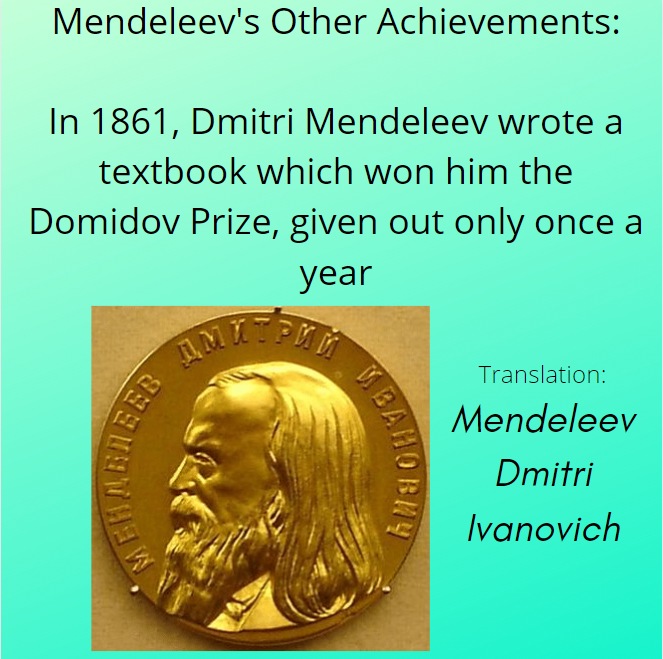 Mendeleev's Other Achievements:
In 1861, Dmitri Mendeleev wrote a
textbook which won him the
Domidov Prize, given out only once a
year
МЕНДЕЛЕЕВ ДМИТРИЙ ИВАНОВИЧ
Translation:
Mendeleev
Dmitri
Ivanovich